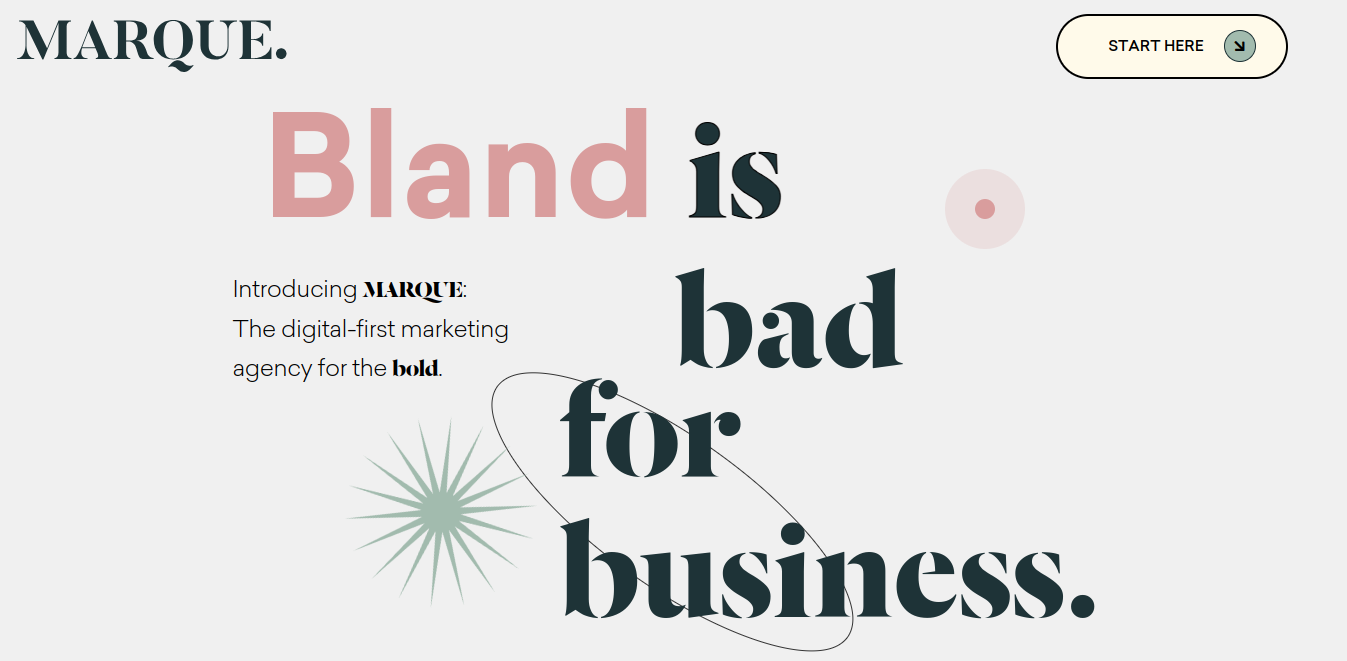 MARQUE.
START HERE
Bland is
bad
for
business.
Introducing MARQUE:
The digital-first marketing
agency for the bold.